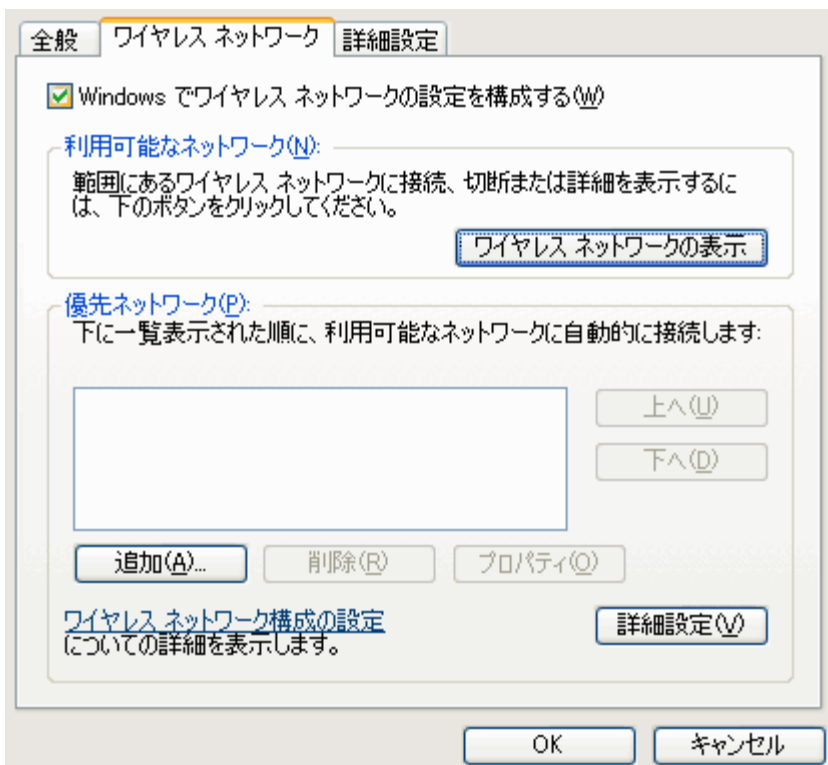 全般 ワイヤレス ネットワーク 詳細設定
Windows でワイヤレス ネットワークの設定を構成する(W)
利用可能なネットワーク(N):
範囲にあるワイヤレス ネットワークに接続、切断または詳細を表示するに
は、下のボタンをクリックしてください。
ワイヤレス ネットワークの表示
優先ネットワーク(P):
下に一覧表示された順に、利用可能なネットワークに自動的に接続します:
上へ(U)
下へ(D)
追加(A)... 削除(R) プロパティ(O)
ワイヤレス ネットワーク構成の設定
についての詳細を表示します。
詳細設定(V)
OK キャンセル